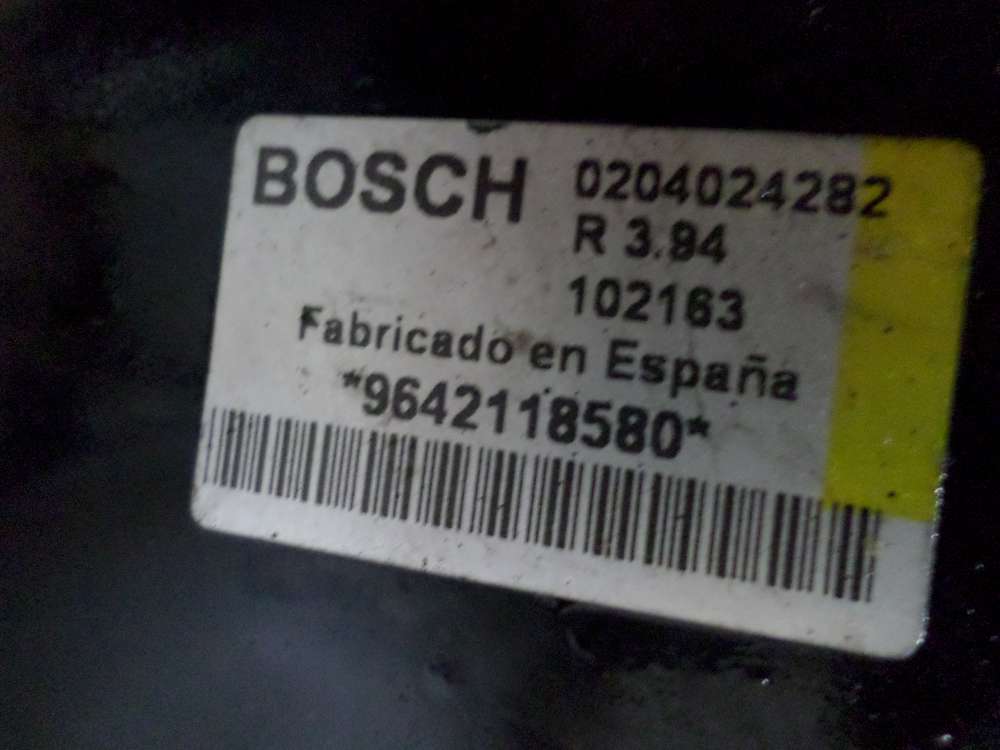 BOSCH 0204024282
R 3.94
102163
Fabricado en España
*9642118580*